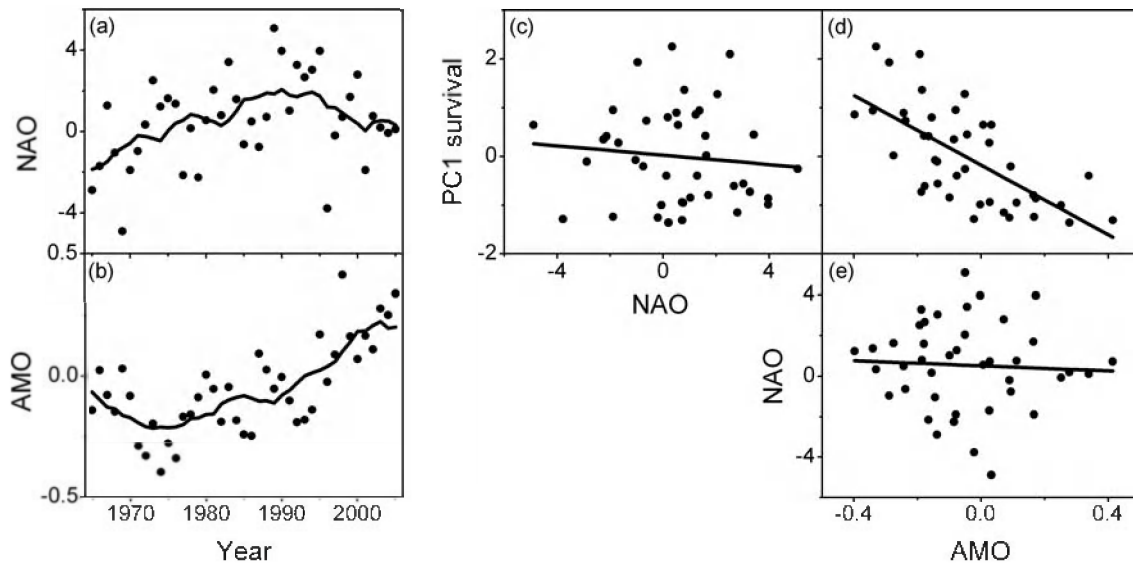 (a)
NAO
4
0
-4
(b)
AMO
0.5
0.0
-0.5
1970 1980 1990 2000
Year
(c)
PC1 survival
2
0
-2
-4 0 4
NAO
(d)
(e)
NAO
4
0
-4
-0.4 0.0 0.4
AMO